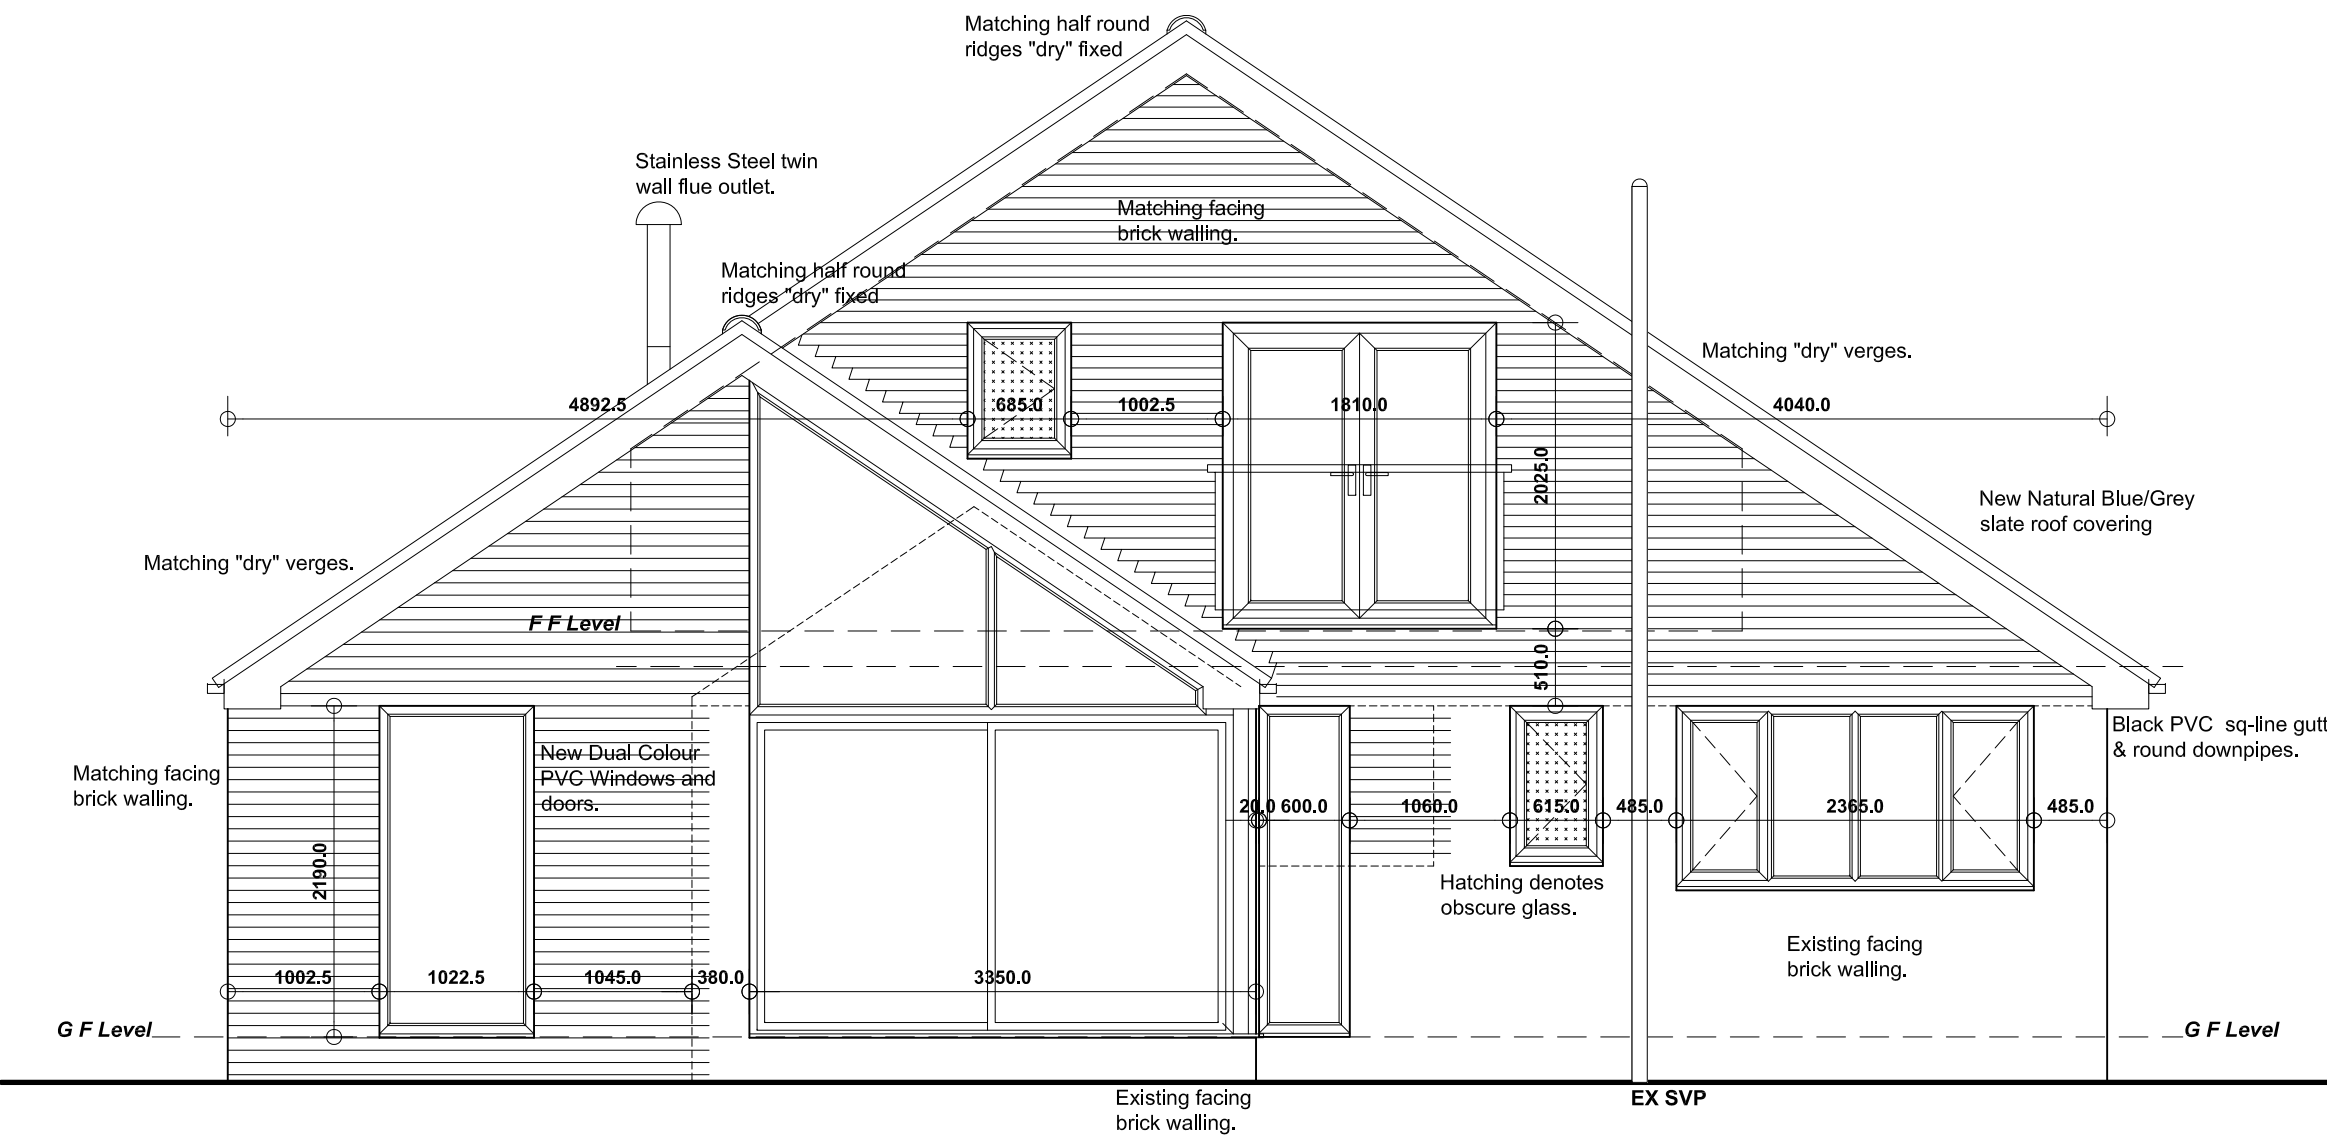 Matching half round
ridges "dry" fixed
Stainless Steel twin
wall flue outlet.
Matching facing
brick walling.
Matching half round
ridges "dry" fixed
Matching "dry" verges.
4892.5
685.0
1002.5
1810.0
4040.0
2025.0
New Natural Blue/Grey
slate roof covering
Matching "dry" verges.
F F Level
510.0
Black PVC sq-line gutt
& round downpipes.
New Dual Colour
PVC Windows and
doors.
Matching facing
brick walling.
20.0 600.0
1060.0
615.0
485.0
2365.0
485.0
2190.0
Hatching denotes
obscure glass.
Existing facing
brick walling.
1002.5
1022.5
1045.0
380.0
3350.0
G F Level
G F Level
Existing facing
brick walling.
EX SVP